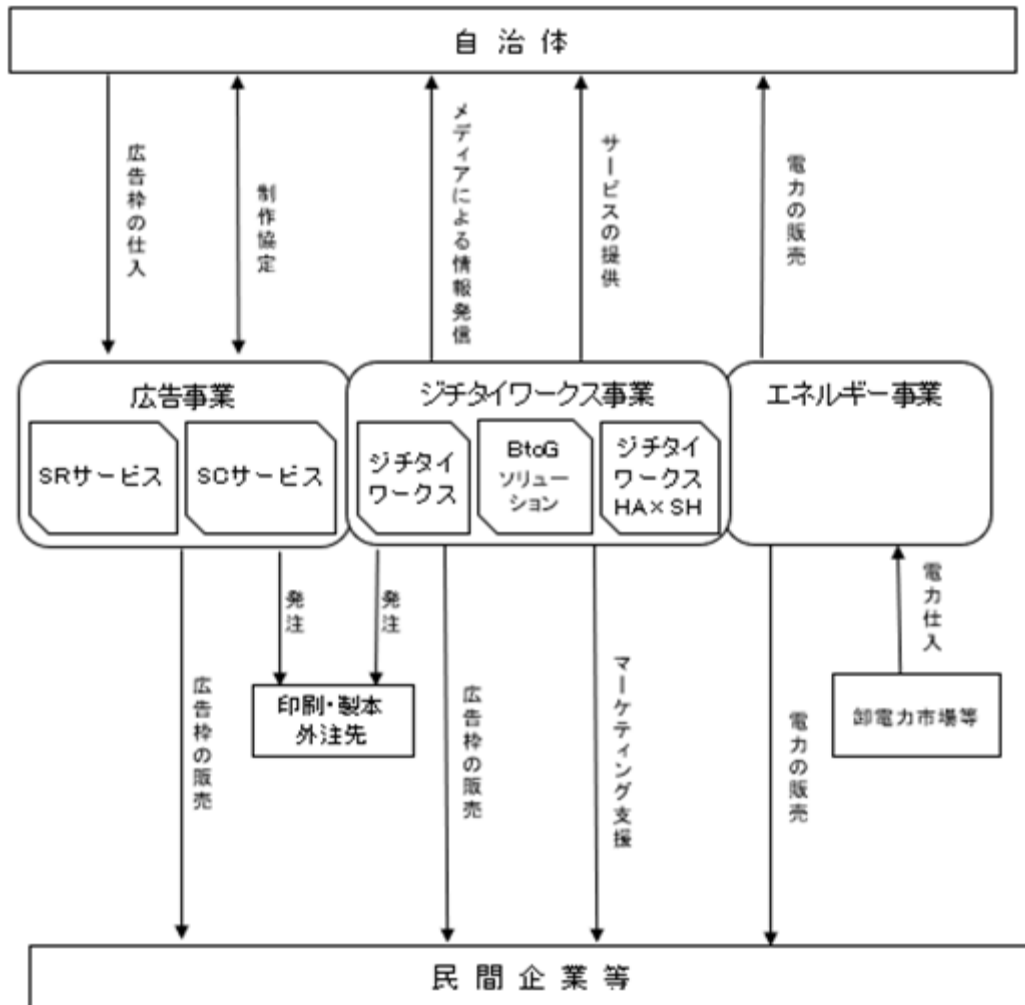 自治体
広告枠の仕入
制作協定
メディアによる情報発信
サービスの提供
電力の販売
広告事業
ジチタイワークス事業
エネルギー事業
SRサービス
SCサービス
ジチタイ
ワークス
BtoG
ソリュー
ション
ジチタイ
ワークス
HA×SH
発注
発注
電力仕入
広告枠の販売
印刷・製本
外注先
広告枠の販売
マーケティング支援
電力の販売
卸電力市場等
民間企業等